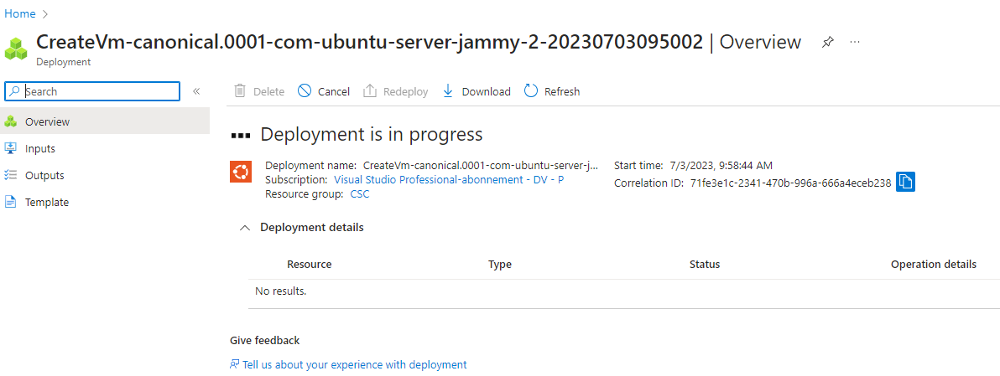 Home
CreateVm-canonical.0001-com-ubuntu-server-jammy-2-20230703095002 | Overview
Deployment
Search
Delete Cancel Redeploy Download Refresh
Overview
Inputs
Outputs
Template
Deployment is in progress
Deployment name: CreateVm-canonical.0001-com-ubuntu-server-j... Start time: 7/3/2023, 9:58:44 AM
Subscription: Visual Studio Professional-abonnement - DV - P Correlation ID: 71fe3e1c-2341-470b-996a-666a4eceb238
Resource group: CSC
Deployment details
Resource Type Status Operation details
No results.
Give feedback
Tell us about your experience with deployment